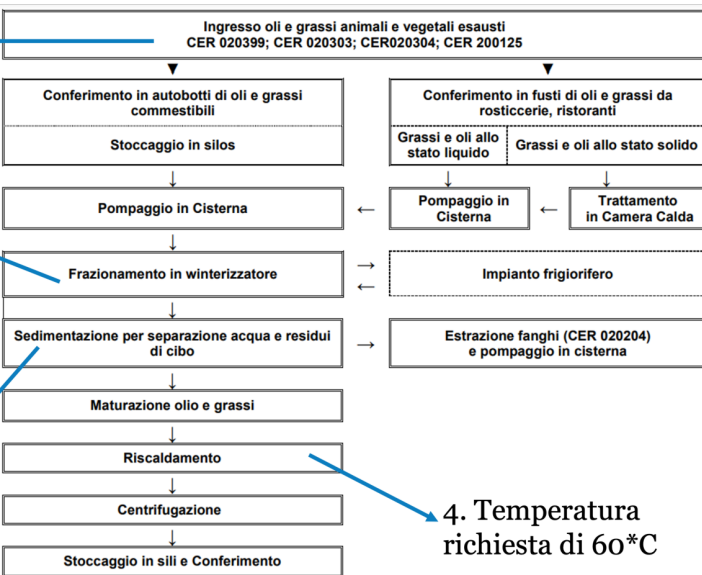 Ingresso oli e grassi animali e vegetali esausti
CER 020399; CER 020303; CER020304; CER 200125
Conferimento in autobotti di oli e grassi
commestibili
Stoccaggio in silos
Conferimento in fusti di oli e grassi da
rosticcerie, ristoranti
Grassi e oli allo
stato liquido
Grassi e oli allo stato solido
Pompaggio in Cisterna
Pompaggio in
Cisterna
Trattamento
in Camera Calda
Frazionamento in winterizzatore
Impianto frigiorifero
Sedimentazione per separazione acqua e residui
di cibo
Estrazione fanghi (CER 020204)
e pompaggio in cisterna
Maturazione olio e grassi
Riscaldamento
Centrifugazione
Stoccaggio in sili e Conferimento
4. Temperatura
richiesta di 60*C